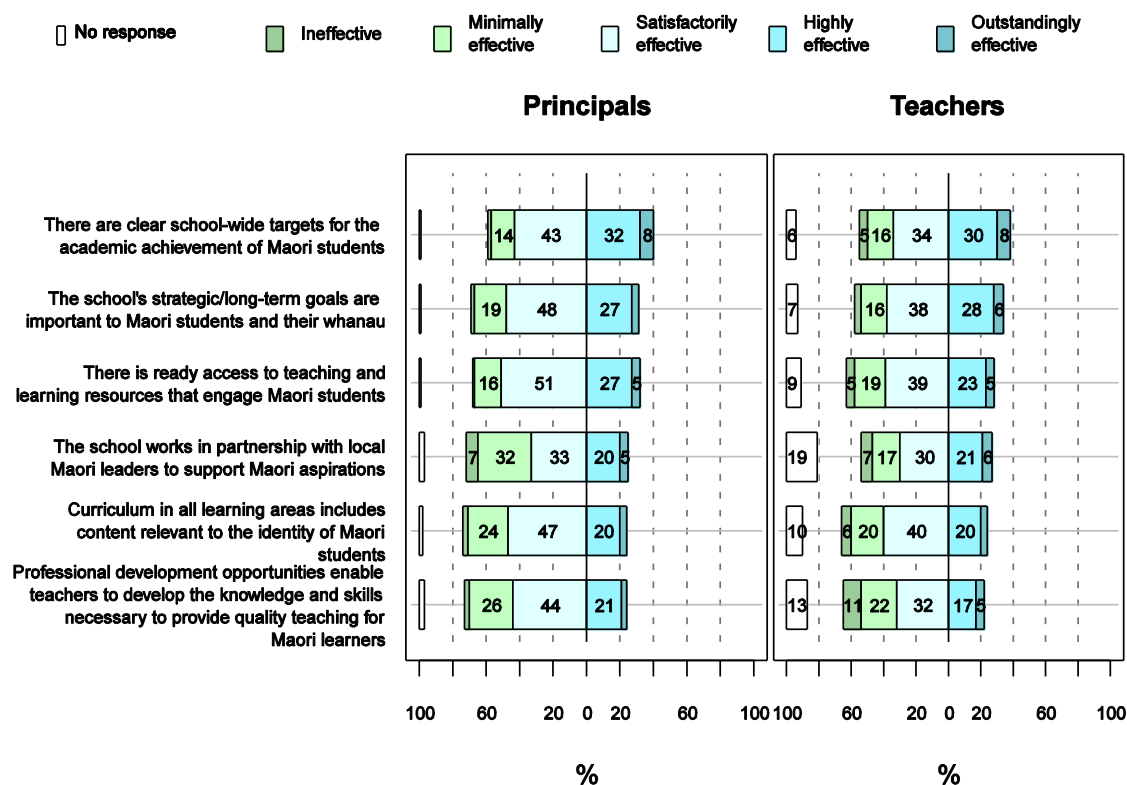 No response
Ineffective
Minimally
effective
Satisfactorily
effective
Highly
effective
Outstandingly
effective
Principals
Teachers
There are clear school-wide targets for the
academic achievement of Maori students
14 43 32 8
6 5 16 34 30 8
The school's strategic/long-term goals are
important to Maori students and their whanau
19 48 27
7 16 38 28 6
There is ready access to teaching and
learning resources that engage Maori students
16 51 27 5
9 5 19 39 23 5
The school works in partnership with local
Maori leaders to support Maori aspirations
7 32 33 20 5
19 7 17 30 21 6
Curriculum in all learning areas includes
content relevant to the identity of Maori
students
24 47 20
10 6 20 40 20
Professional development opportunities enable
teachers to develop the knowledge and skills
necessary to provide quality teaching for
Maori learners
26 44 21
13 11 22 32 17 5
100 60 20 0 20 60 100
100 60 20 0 20 60 100
%
%